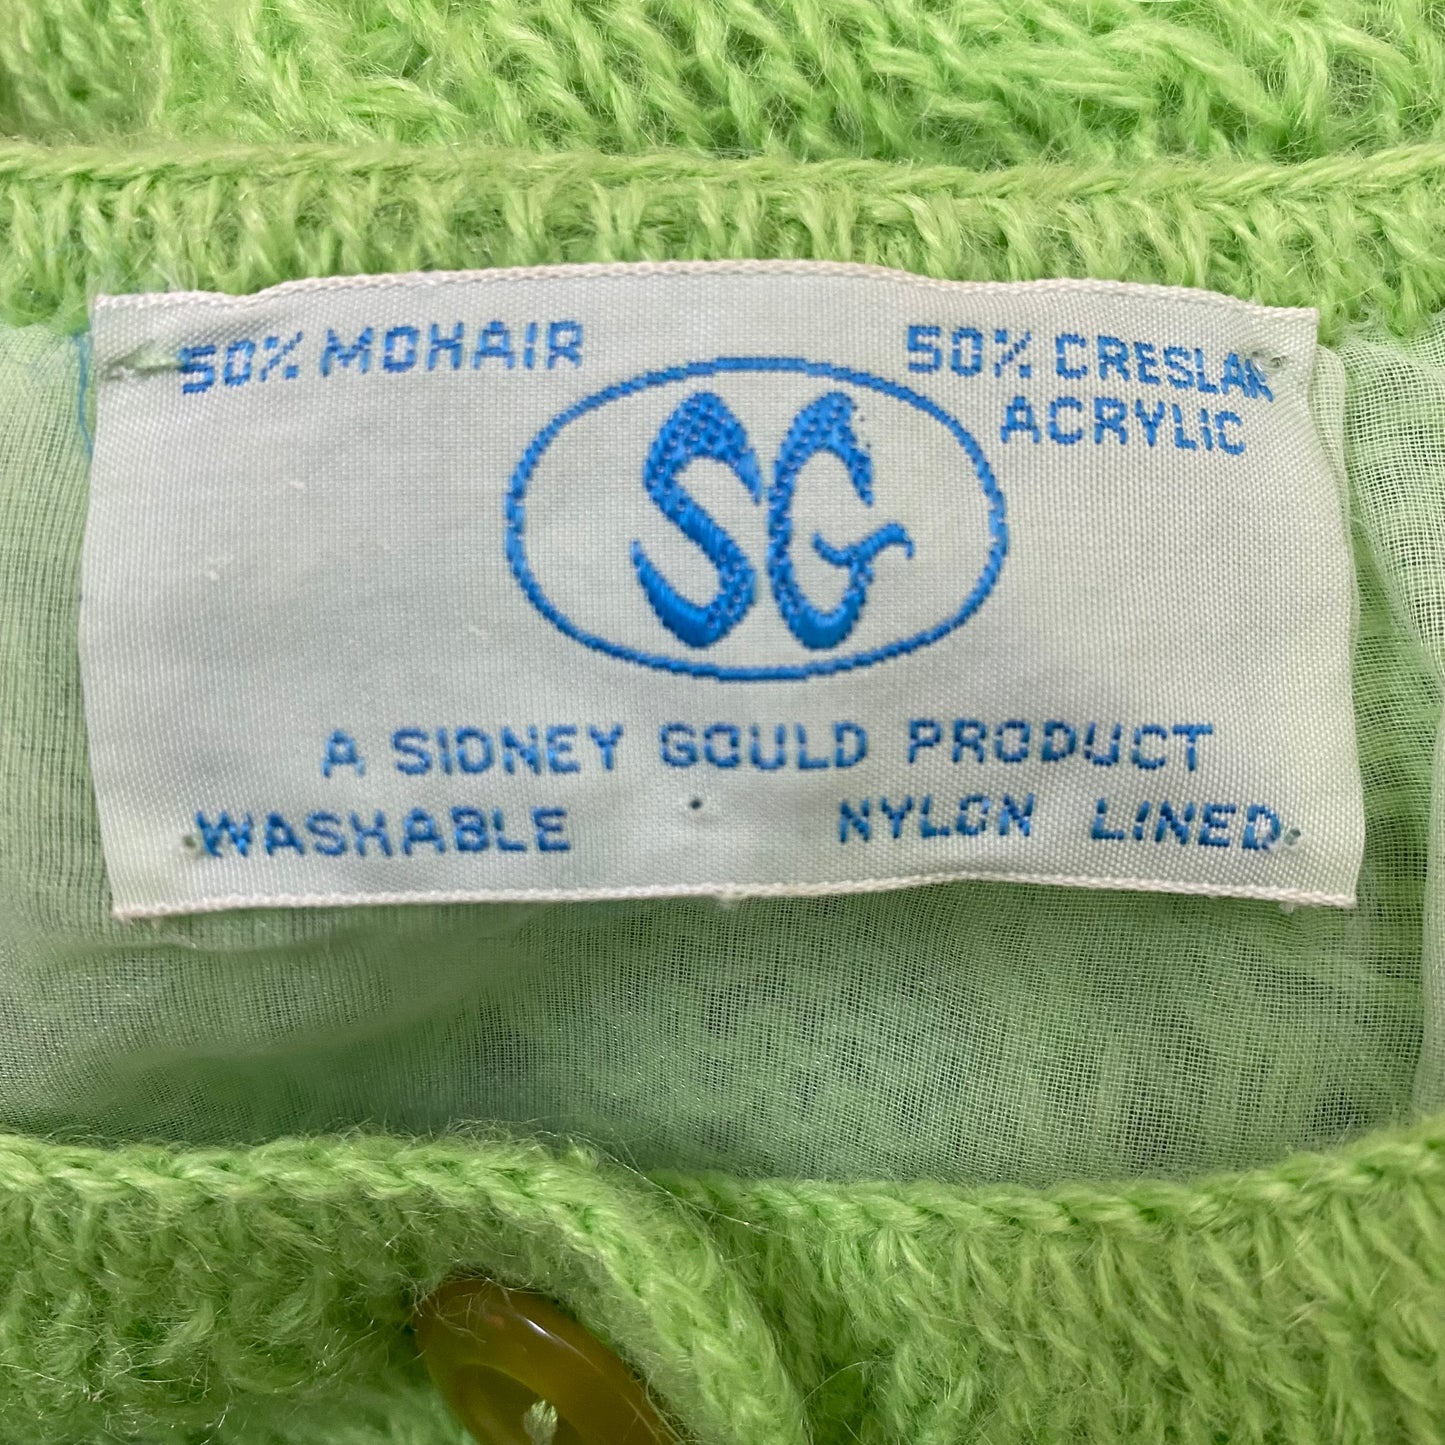 50% MOHAIR
50% CRESLAN
ACRYLIC
SG
A SIDNEY GOULD PRODUCT
WASHABLE NYLON LINED